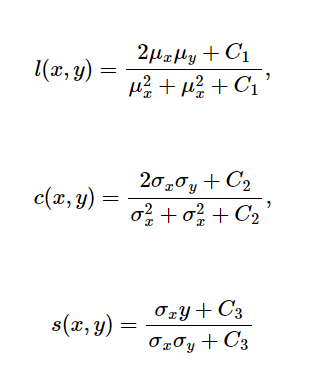 l(x, y) = \frac{2\mu_x\mu_y + C_1}{\mu_x^2 + \mu_x^2 + C_1},
c(x, y) = \frac{2\sigma_x\sigma_y + C_2}{\sigma_x^2 + \sigma_x^2 + C_2},
s(x, y) = \frac{\sigma_x y + C_3}{\sigma_x\sigma_y + C_3}